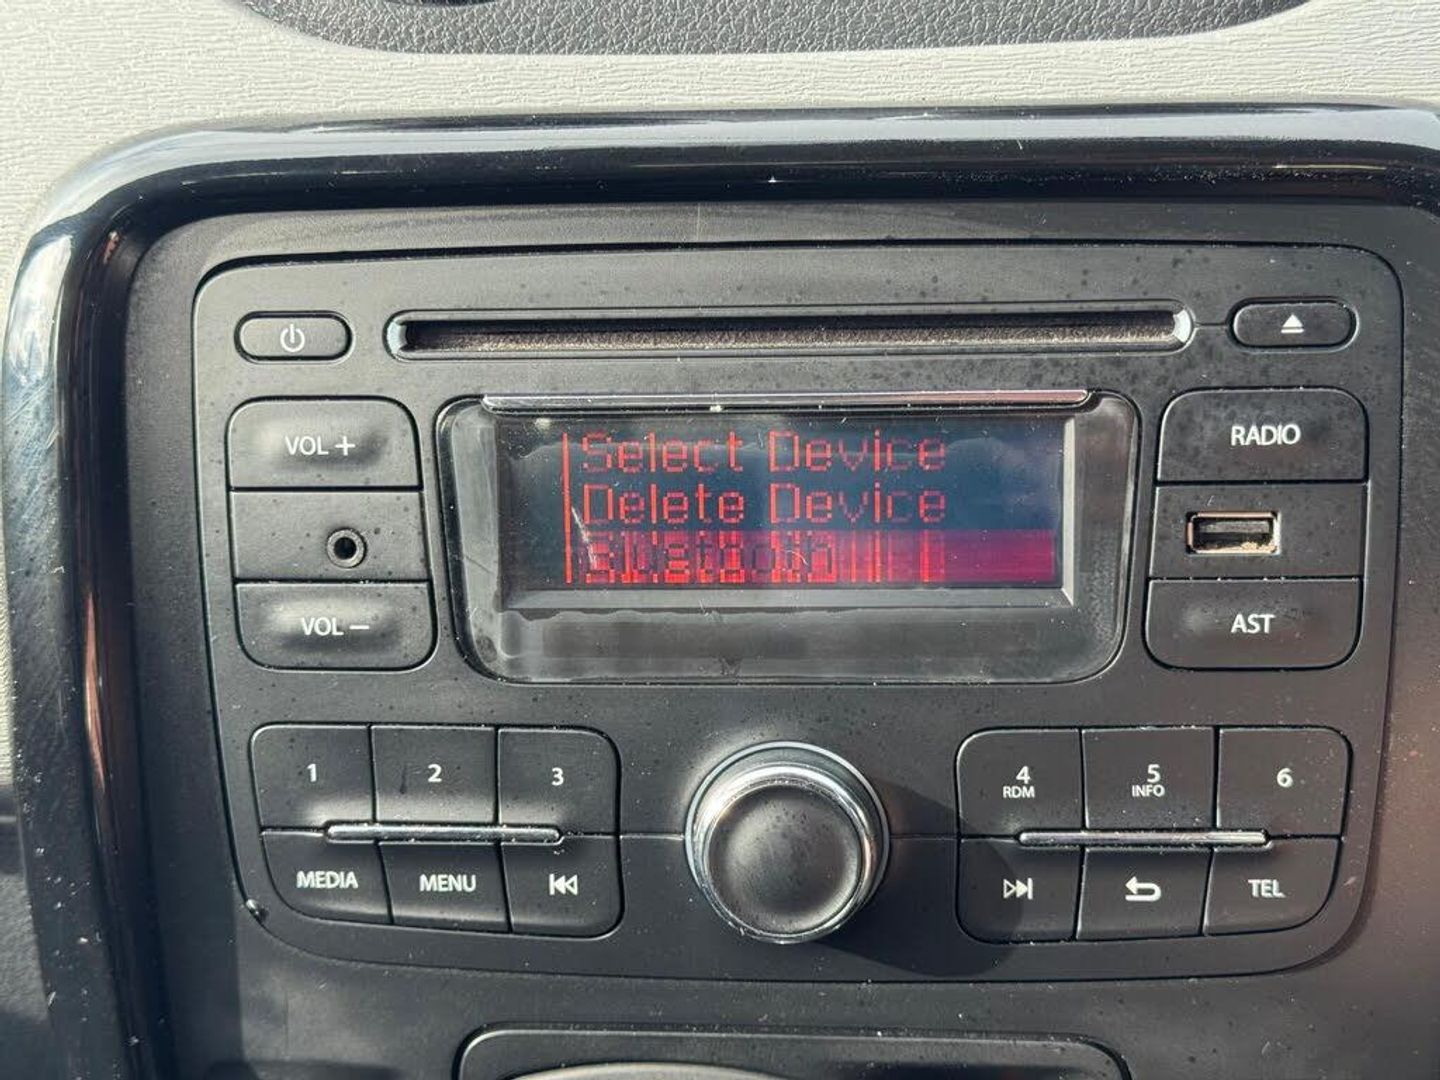 VOL +
Select Device
Delete Device
Bluetooth
RADIO
VOL −
AST
1
2
3
4
RDM
5
INFO
6
MEDIA
MENU
TEL